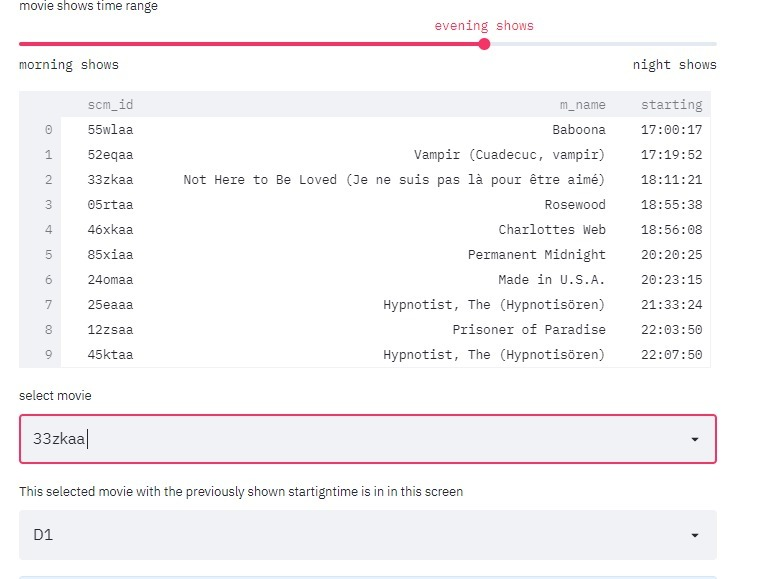 movie shows time range
evening shows
morning shows night shows
scm_id m_name starting
0 55wlaa Baboona 17:00:17
1 52eqaa Vampir (Cuadecuc, vampir) 17:19:52
2 33zkaa Not Here to Be Loved (Je ne suis pas là pour être aimé) 18:11:21
3 05rtaa Rosewood 18:55:38
4 46xkaa Charlottes Web 18:56:08
5 85xiaa Permanent Midnight 20:20:25
6 24omaa Made in U.S.A. 20:23:15
7 25eaaa Hypnotist, The (Hypnotisören) 21:33:24
8 12zsaa Prisoner of Paradise 22:03:50
9 45ktaa Hypnotist, The (Hypnotisören) 22:07:50
select movie
33zkaa
This selected movie with the previously shown startigntime is in in this screen
D1